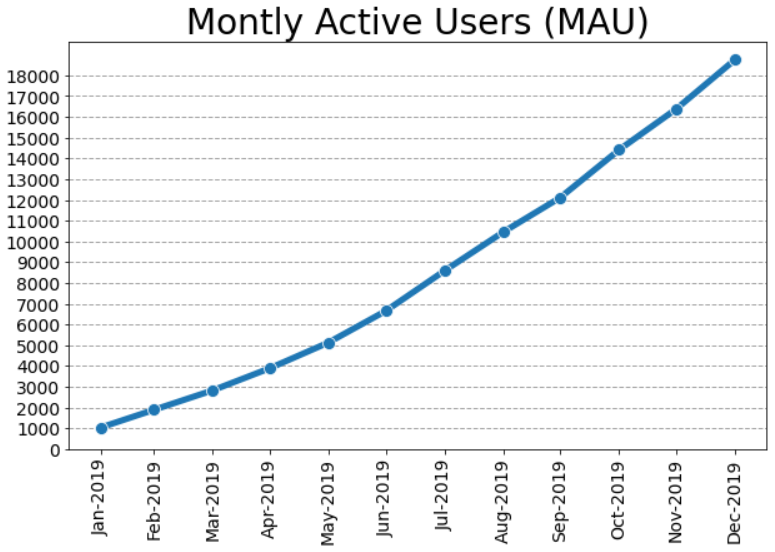 Montly Active Users (MAU)
18000
17000
16000
15000
14000
13000
12000
11000
10000
9000
8000
7000
6000
5000
4000
3000
2000
1000
0
Jan-2019
Feb-2019
Mar-2019
Apr-2019
May-2019
Jun-2019
Jul-2019
Aug-2019
Sep-2019
Oct-2019
Nov-2019
Dec-2019